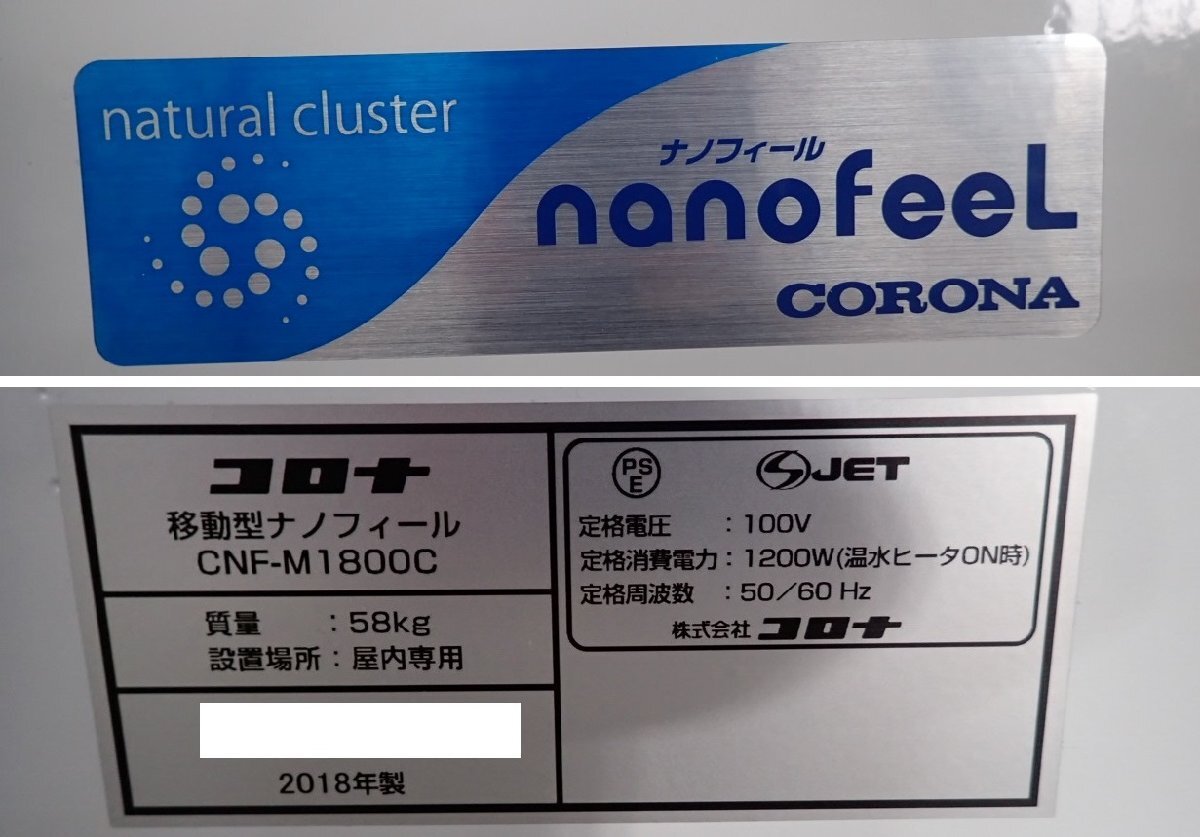 natural cluster
ナノフィール
nanofeeL
CORONA
コロナ
移動型ナノフィール
CNF-M1800C
質量 : 58kg
設置場所 : 屋内専用
2018年製
PS
E
JET
定格電圧 : 100V
定格消費電力 : 1200W(温水ヒータON時)
定格周波数 : 50/60 Hz
株式会社 コロナ